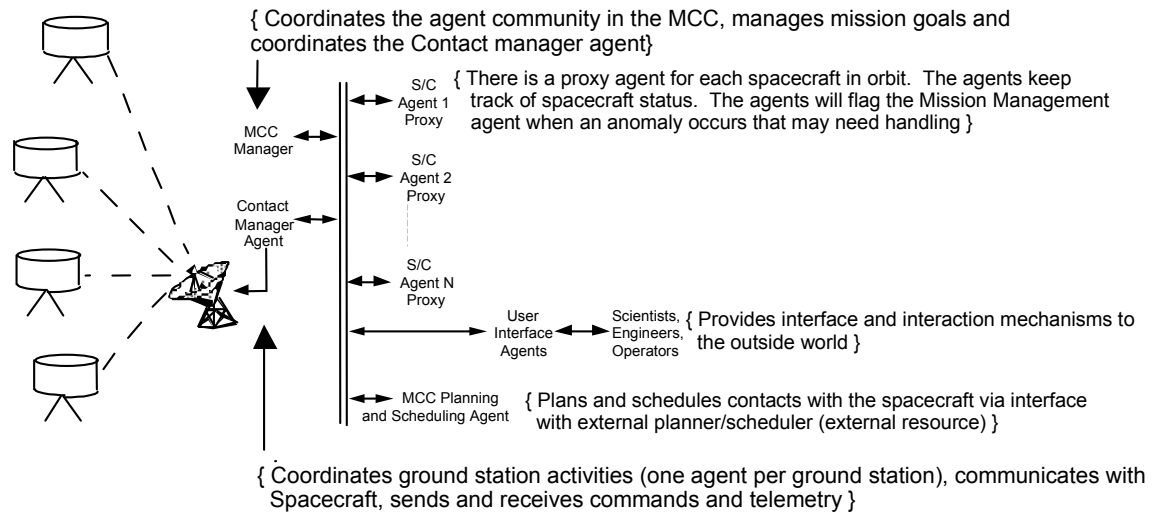 { Coordinates the agent community in the MCC, manages mission goals and
coordinates the Contact manager agent}
S/C
Agent 1
Proxy
{ There is a proxy agent for each spacecraft in orbit. The agents keep
track of spacecraft status. The agents will flag the Mission Management
agent when an anomaly occurs that may need handling }
MCC
Manager
S/C
Agent 2
Proxy
Contact
Manager
Agent
S/C
Agent N
Proxy
User
Interface
Agents
Scientists,
Engineers,
Operators
{ Provides interface and interaction mechanisms to
the outside world }
MCC Planning
and Scheduling Agent
{ Plans and schedules contacts with the spacecraft via interface
with external planner/scheduler (external resource) }
{ Coordinates ground station activities (one agent per ground station), communicates with
Spacecraft, sends and receives commands and telemetry }